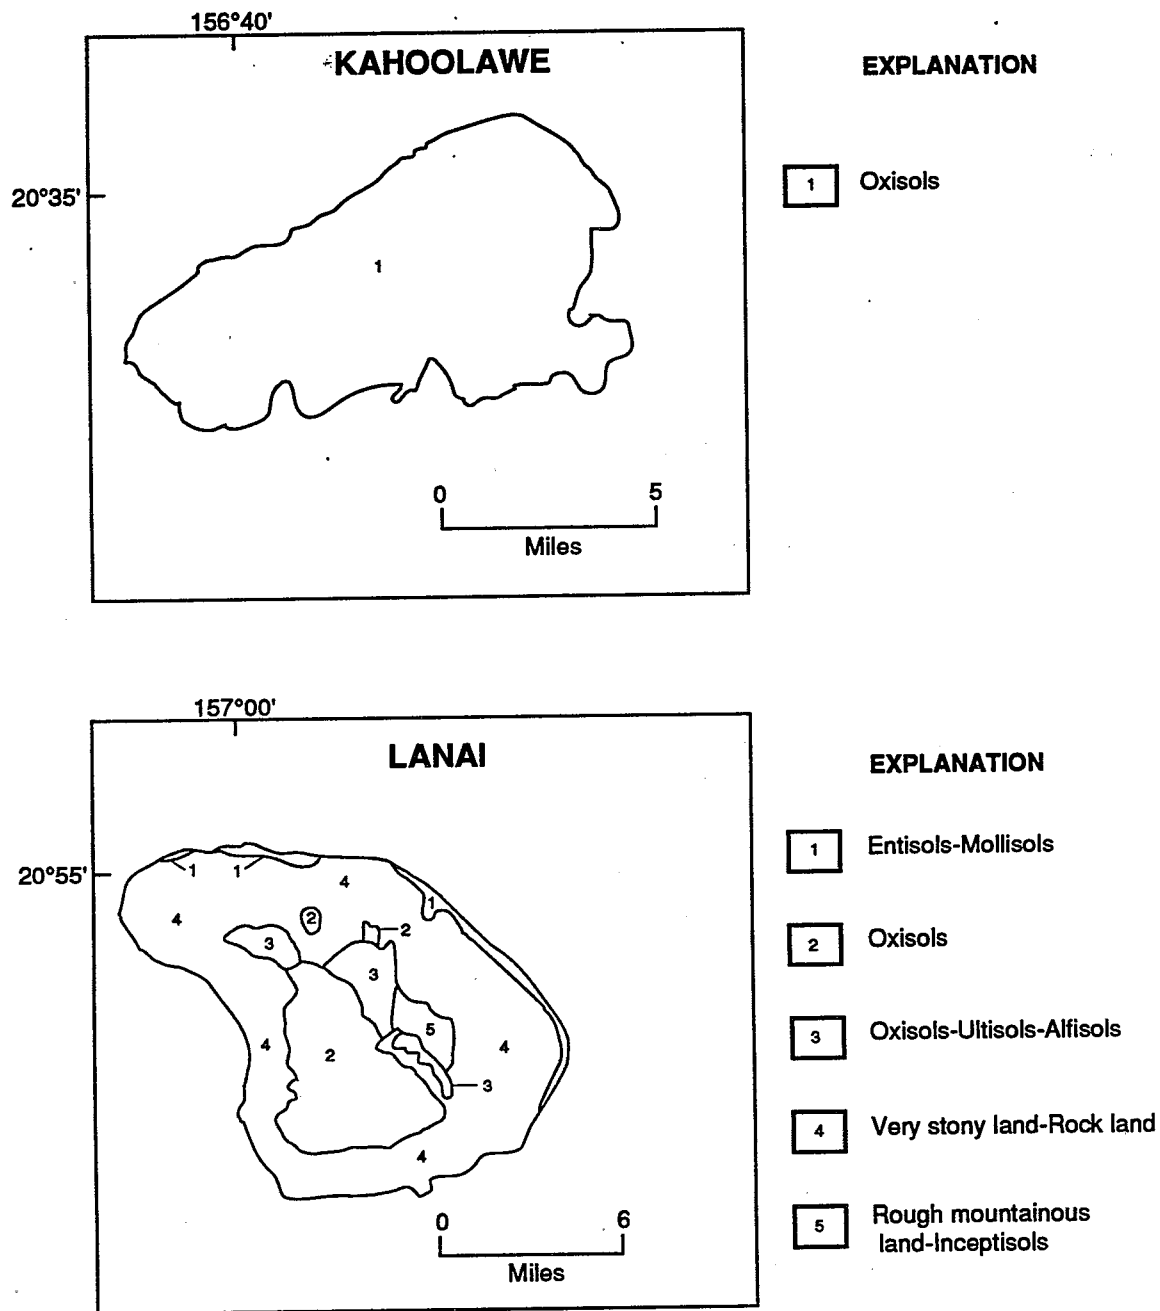 156°40'
KAHOOLAWE
EXPLANATION
20°35'
1 Oxisols
1
0 5
Miles
157°00'
LANAI
EXPLANATION
1 Entisols-Mollisols
20°55'
1 1
4
1
4
2
2
3
2 Oxisols
3
5
4
2
4
3
3 Oxisols-Ultisols-Alfisols
4
4 Very stony land-Rock land
0 6
Miles
5 Rough mountainous
land-Inceptisols